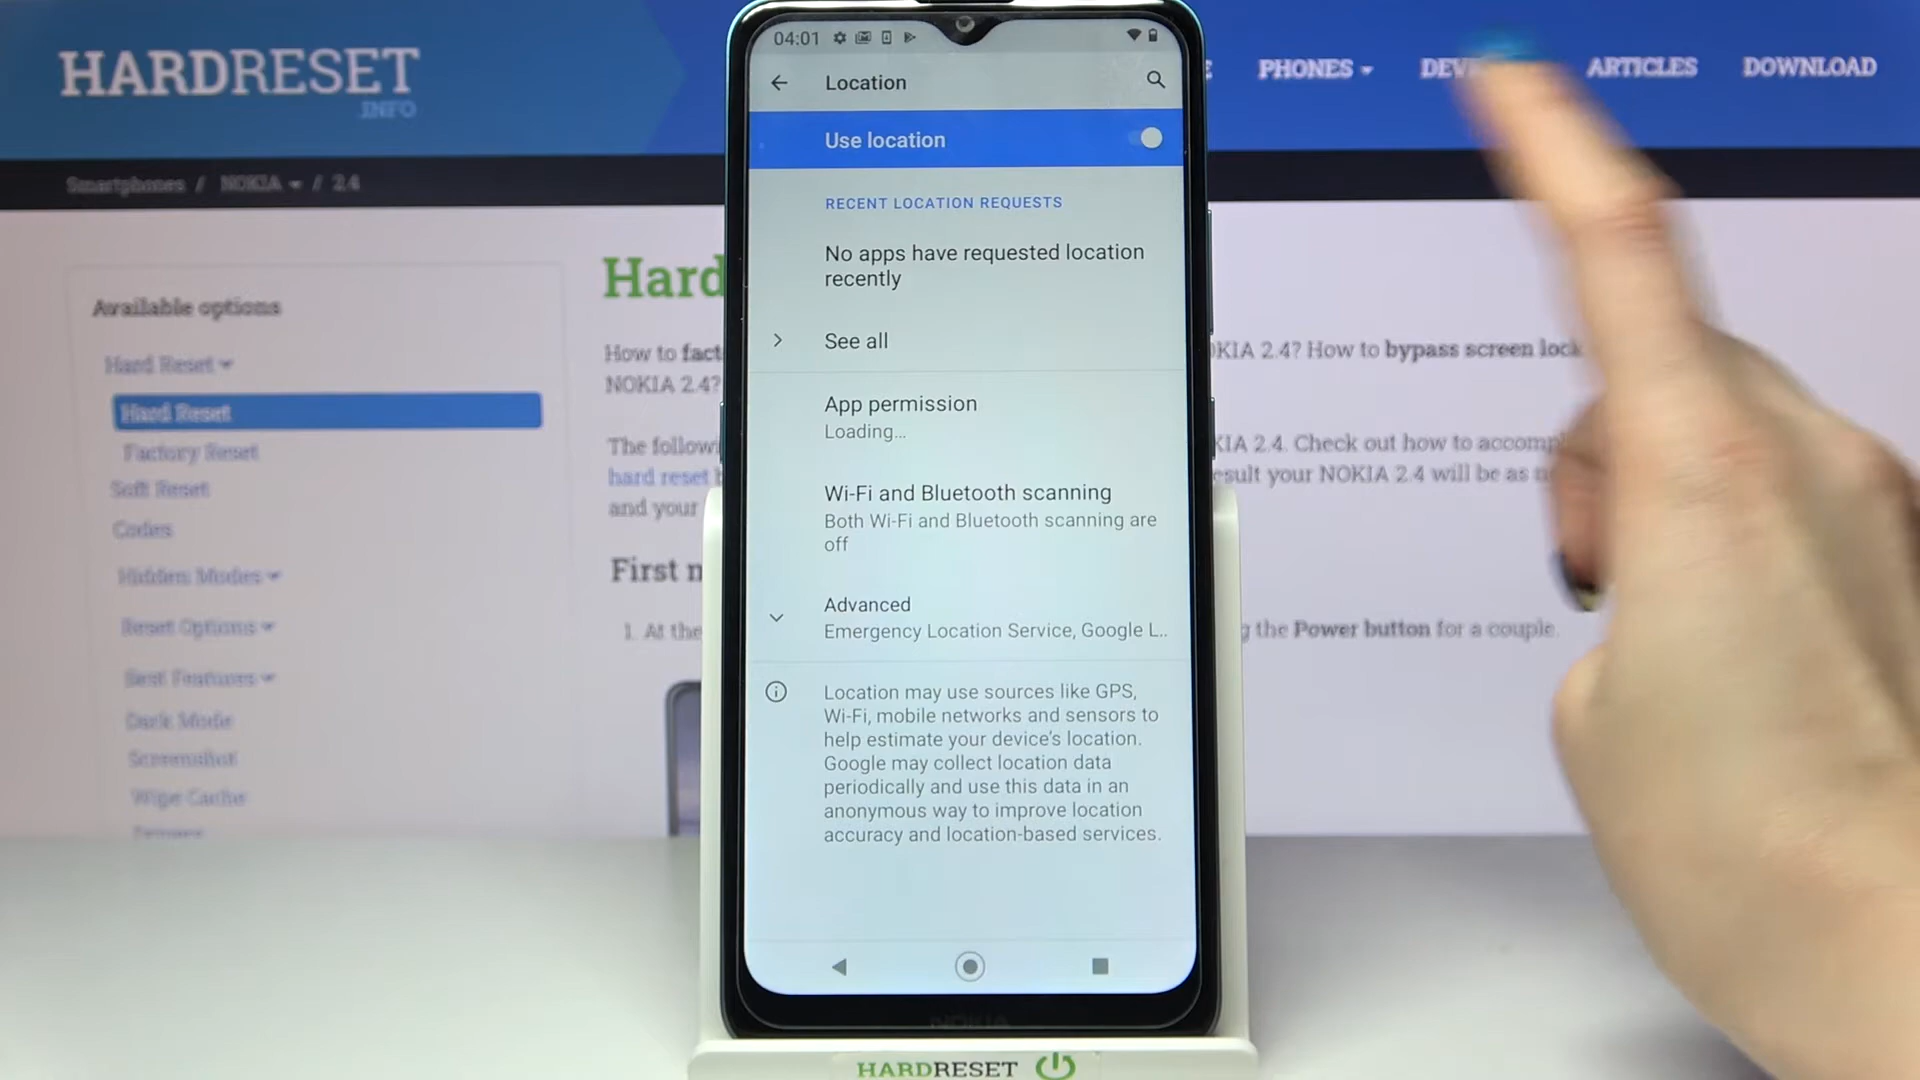 HARDRESET
.INFO
PHONES
ARTICLES
DOWNLOAD
Smartphones / NOKIA / 2.4
Available options
Hard Reset
Hard Reset
Factory Reset
Soft Reset
Codes
Hidden Modes
Reset Options
Best Features
Dark Mode
Screenshot
Wipe Cache
Hard
How to fact
NOKIA 2.4?
The followi
hard reset
and your
First
1. At the
KIA 2.4? How to bypass screen lock
KIA 2.4. Check out how to accompl
esult your NOKIA 2.4 will be as
g the Power button for a couple.
04:01
Location
Use location
RECENT LOCATION REQUESTS
No apps have requested location
recently
See all
App permission
Loading…
Wi-Fi and Bluetooth scanning
Both Wi-Fi and Bluetooth scanning are
off
Advanced
Emergency Location Service, Google L..
Location may use sources like GPS,
Wi-Fi, mobile networks and sensors to
help estimate your device's location.
Google may collect location data
periodically and use this data in an
anonymous way to improve location
accuracy and location-based services.
NOKIA
HARDRESET